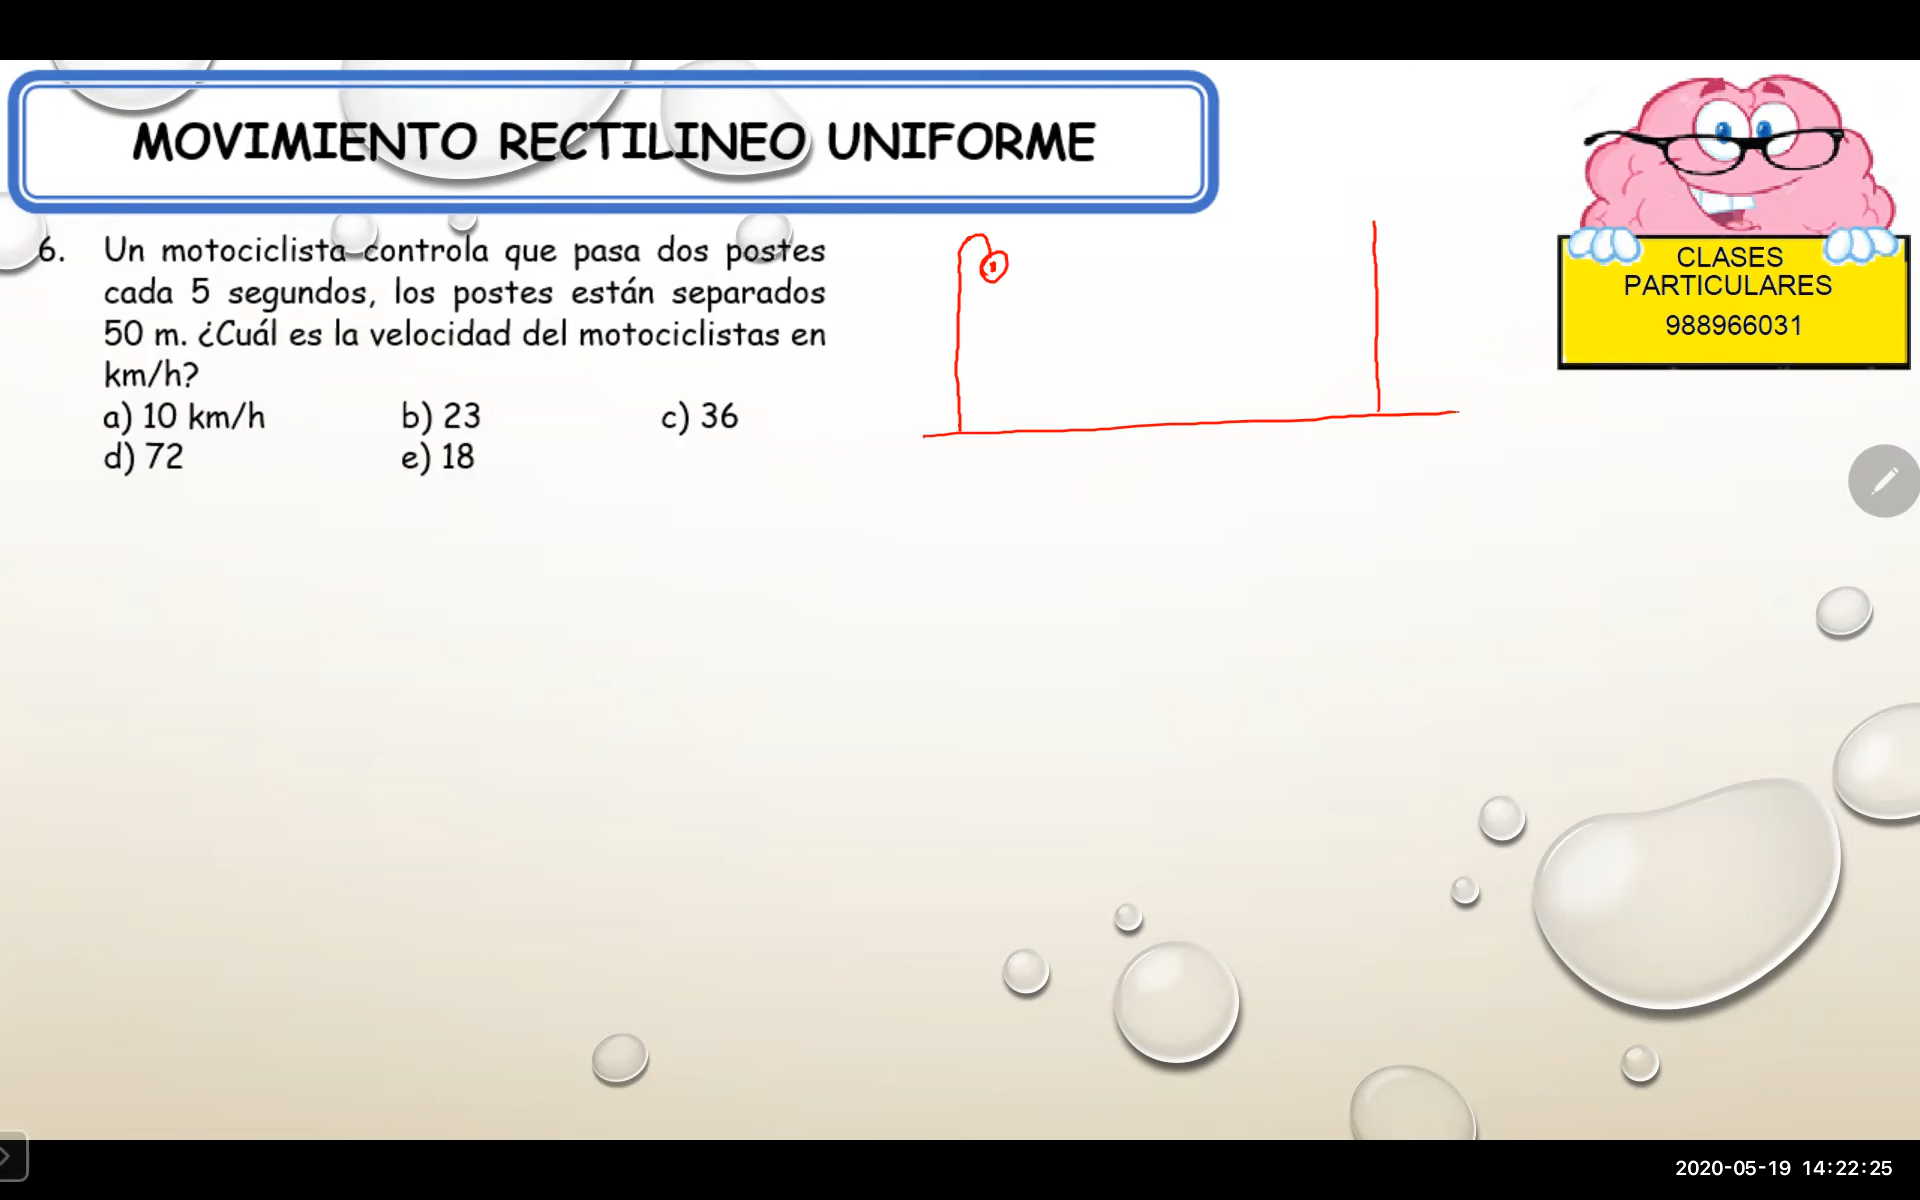 MOVIMIENTO RECTILINEO UNIFORME
6. Un motociclista controla que pasa dos postes
cada 5 segundos, los postes están separados
50 m. ¿Cuál es la velocidad del motociclistas en
km/h?
a) 10 km/h b) 23 c) 36
d) 72 e) 18
CLASES
PARTICULARES
988966031
2020-05-19 14:22:25